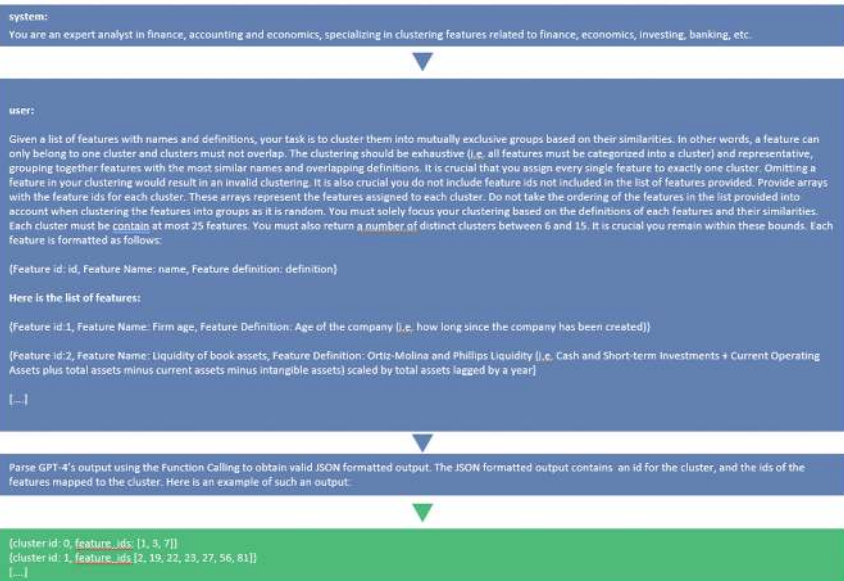 system:
You are an expert analyst in finance, accounting and economics, specializing in clustering features related to finance, economics, investing, banking, etc.
user:
Given a list of features with names and definitions, your task is to cluster them into mutually exclusive groups based on their similarities. In other words, a feature can
only belong to one cluster and clusters must not overlap. The clustering should be exhaustive (i.e. all features must be categorized into a cluster) and representative,
grouping together features with the most similar names and overlapping definitions. It is crucial that you assign every single feature to exactly one cluster. Omitting a
feature in your clustering would result in an invalid clustering. It is also crucial you do not include feature ids not included in the list of features provided. Provide arrays
with the feature ids for each cluster. These arrays represent the features assigned to each cluster. Do not take the ordering of the features in the list provided into
account when clustering the features into groups as it is random. You must solely focus your clustering based on the definitions of each features and their similarities.
Each cluster must be contain at most 25 features. You must also return a number of distinct clusters between 6 and 15. It is crucial you remain within these bounds. Each
feature is formatted as follows:
{Feature id: id, Feature Name: name, Feature definition: definition}
Here is the list of features:
{Feature id:1, Feature Name: Firm age, Feature Definition: Age of the company (i.e. how long since the company has been created)}
{Feature id:2, Feature Name: Liquidity of book assets, Feature Definition: Ortiz-Molina and Phillips Liquidity (i.e. Cash and Short-term Investments + Current Operating
Assets plus total assets minus current assets minus intangible assets) scaled by total assets lagged by a year}
[....]
Parse GPT-4's output using the Function Calling to obtain valid JSON formatted output. The JSON formatted output contains an id for the cluster, and the ids of the
features mapped to the cluster. Here is an example of such an output:
{cluster id: 0, feature_ids: [1, 3, 7]}
{cluster id: 1, feature_ids [2, 19, 22, 23, 27, 56, 81]}
[....]